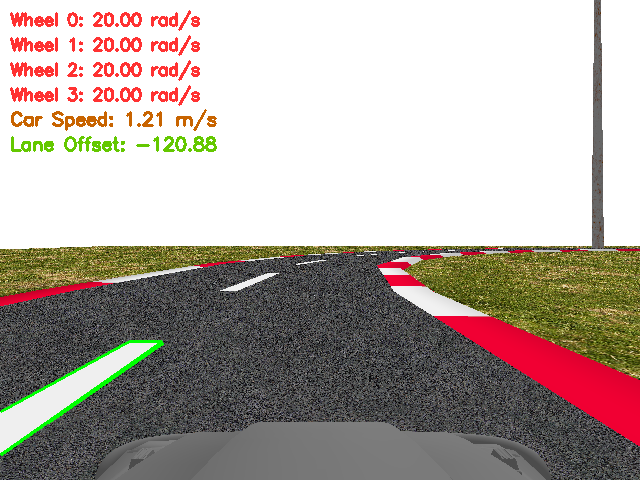 Wheel 0: 20.00 rad/s
Wheel 1: 20.00 rad/s
Wheel 2: 20.00 rad/s
Wheel 3: 20.00 rad/s
Car Speed: 1.21 m/s
Lane Offset: -120.88